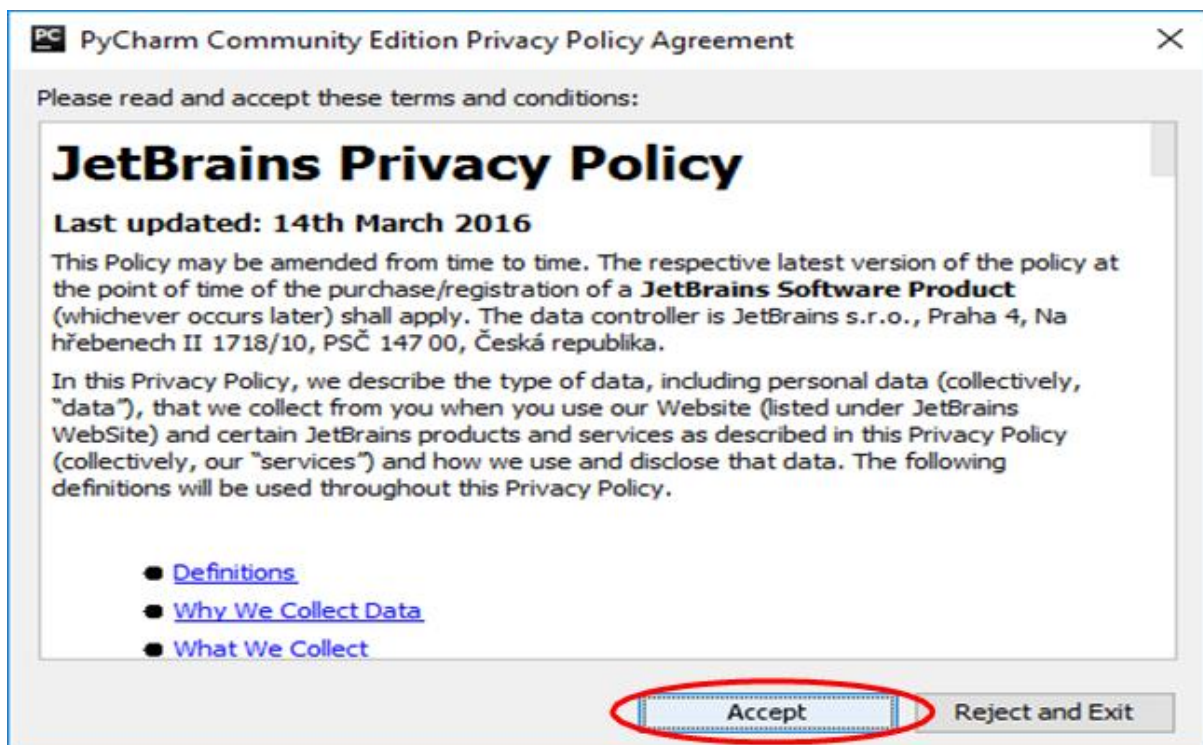 PC PyCharm Community Edition Privacy Policy Agreement
Please read and accept these terms and conditions:
JetBrains Privacy Policy
Last updated: 14th March 2016
This Policy may be amended from time to time. The respective latest version of the policy at
the point of time of the purchase/registration of a JetBrains Software Product
(whichever occurs later) shall apply. The data controller is JetBrains s.r.o., Praha 4, Na
hřebenech II 1718/10, PSČ 147 00, Česká republika.
In this Privacy Policy, we describe the type of data, including personal data (collectively,
“data”), that we collect from you when you use our Website (listed under JetBrains
WebSite) and certain JetBrains products and services as described in this Privacy Policy
(collectively, our “services”) and how we use and disclose that data. The following
definitions will be used throughout this Privacy Policy.
Definitions
Why We Collect Data
What We Collect
Accept Reject and Exit